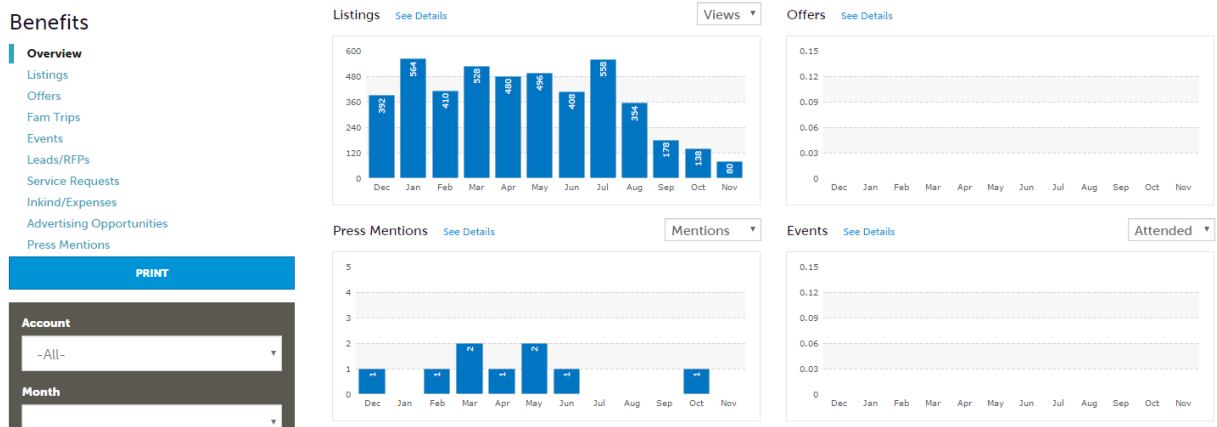 Benefits
Overview
Listings
Offers
Fam Trips
Events
Leads/RFPs
Service Requests
Inkind/Expenses
Advertising Opportunities
Press Mentions
PRINT
Account
-All-
Month
Listings See Details Views
600
480
360
240
120
0
392 564 410 528 480 496 408 558 354 178 138 80
Dec Jan Feb Mar Apr May Jun Jul Aug Sep Oct Nov
Offers See Details
0.15
0.12
0.09
0.06
0.03
0
Dec Jan Feb Mar Apr May Jun Jul Aug Sep Oct Nov
Press Mentions See Details Mentions
5
4
3
2
1
0
1 1 2 1 2 1 1
Dec Jan Feb Mar Apr May Jun Jul Aug Sep Oct Nov
Events See Details Attended
0.15
0.12
0.09
0.06
0.03
0
Dec Jan Feb Mar Apr May Jun Jul Aug Sep Oct Nov